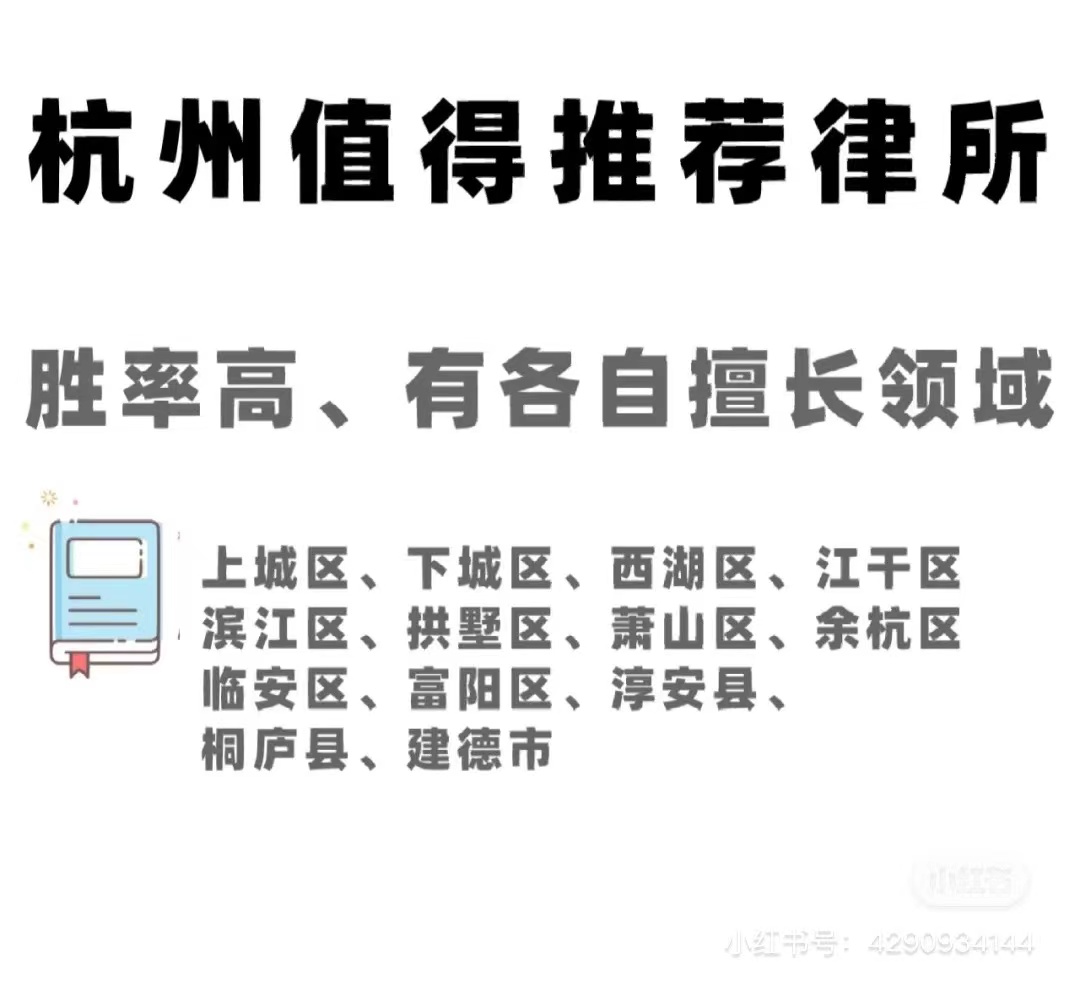 杭州值得推荐律所
胜率高、有各自擅长领域
上城区、下城区、西湖区、江干区
滨江区、拱墅区、萧山区、余杭区
临安区、富阳区、淳安县、
桐庐县、建德市
小红书
小红书号：4290934144